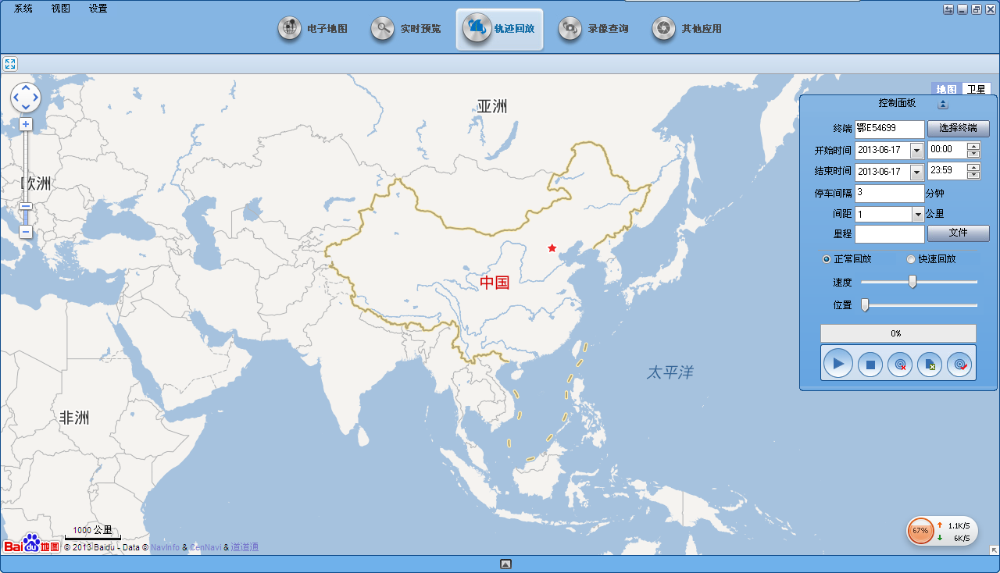 系统 视图 设置
电子地图 实时预览 轨迹回放 录像查询 其他应用
地图 卫星
控制面板
终端 鄂E54699 选择终端
开始时间 2013-06-17 00:00
结束时间 2013-06-17 23:59
停车间隔 3 分钟
间距 1 公里
里程 文件
正常回放 快速回放
速度
位置
0%
亚洲
欧洲
中国
太平洋
非洲
67% 1.1K/S
6K/S
1000 公里
Bai du 地图 © 2013 Baidu - Data © NavInfo & CenNavi & 道道通